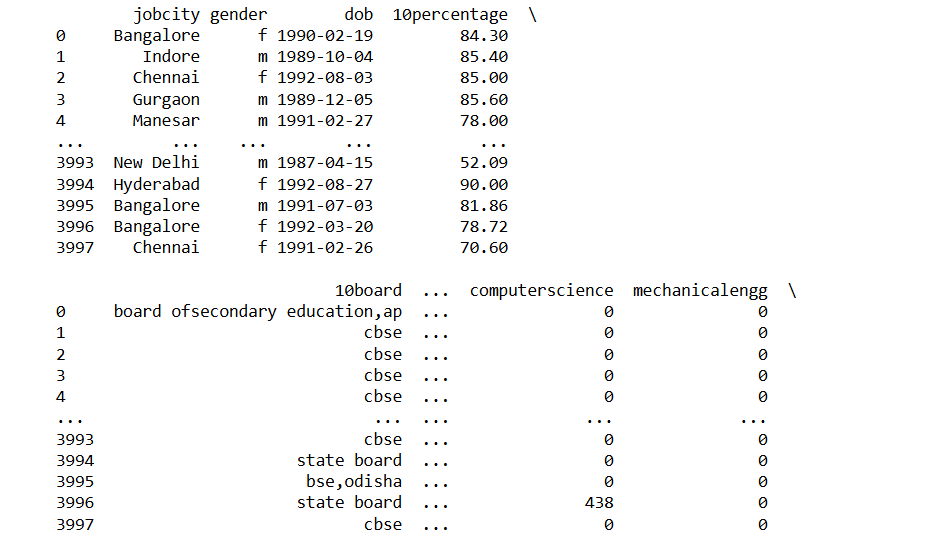 jobcity gender dob 10percentage \
0 Bangalore f 1990-02-19 84.30
1 Indore m 1989-10-04 85.40
2 Chennai f 1992-08-03 85.00
3 Gurgaon m 1989-12-05 85.60
4 Manesar m 1991-02-27 78.00
... ... ... ... ...
3993 New Delhi m 1987-04-15 52.09
3994 Hyderabad f 1992-08-27 90.00
3995 Bangalore m 1991-07-03 81.86
3996 Bangalore f 1992-03-20 78.72
3997 Chennai f 1991-02-26 70.60
10board ... computerscience mechanicalengg \
0 board ofsecondary education,ap ... 0 0
1 cbse ... 0 0
2 cbse ... 0 0
3 cbse ... 0 0
4 cbse ... 0 0
... ... ... ... ...
3993 cbse ... 0 0
3994 state board ... 0 0
3995 bse,odisha ... 0 0
3996 state board ... 438 0
3997 cbse ... 0 0